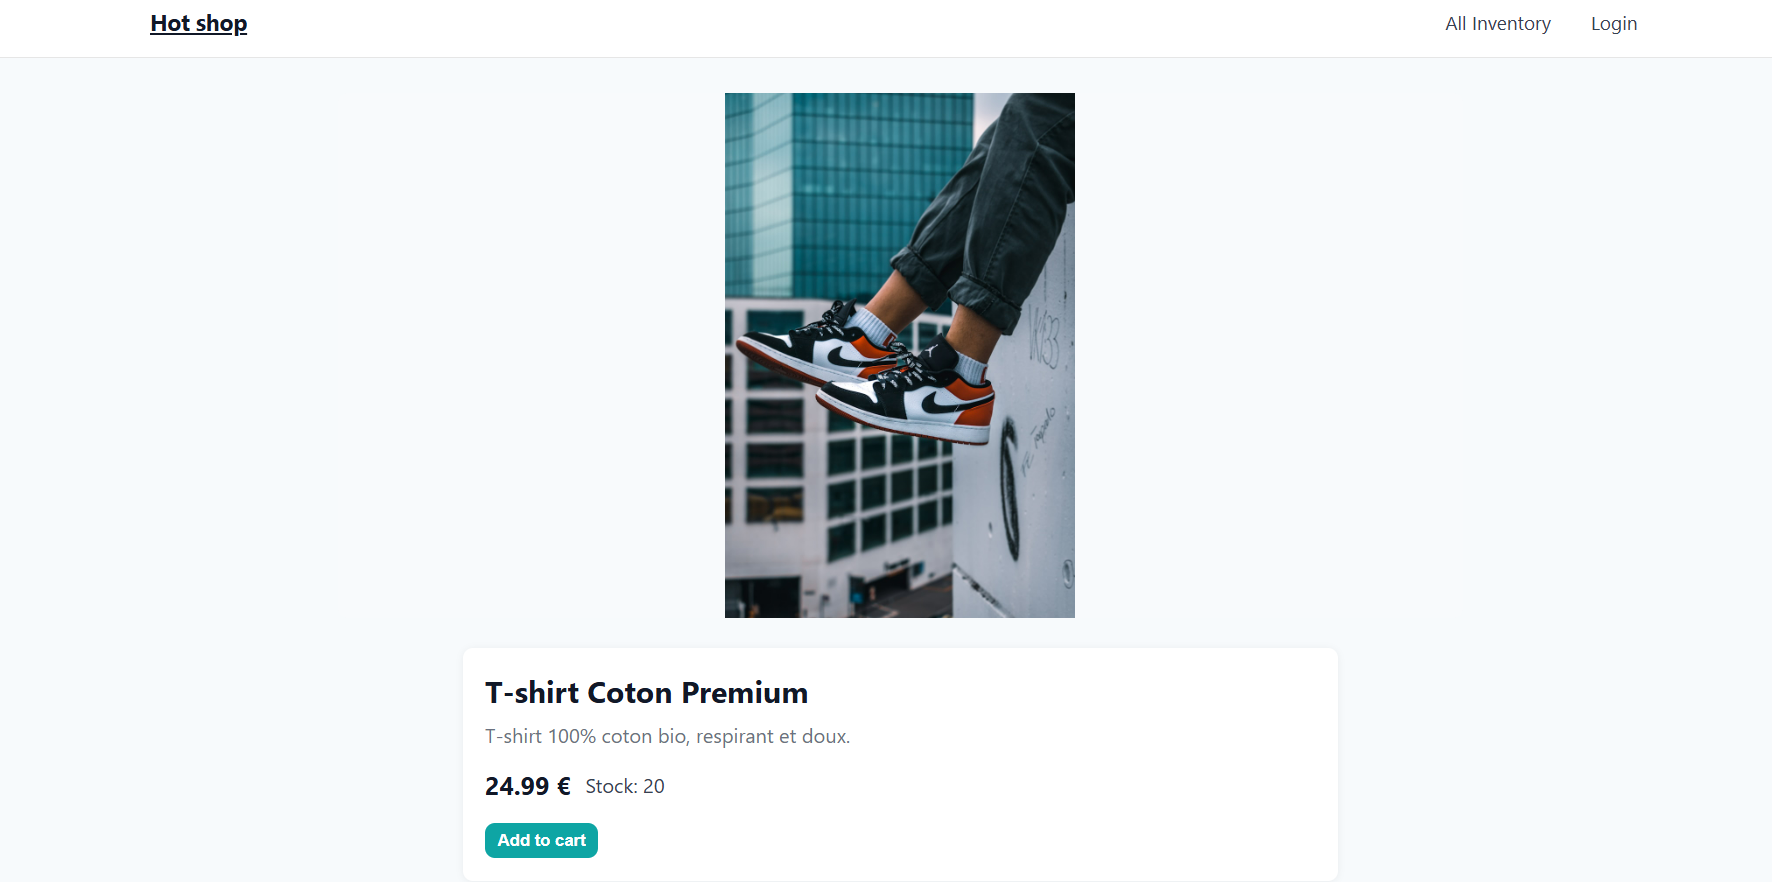 Hot shop
All Inventory
Login
T-shirt Coton Premium
T-shirt 100% coton bio, respirant et doux.
24.99 € Stock: 20
Add to cart